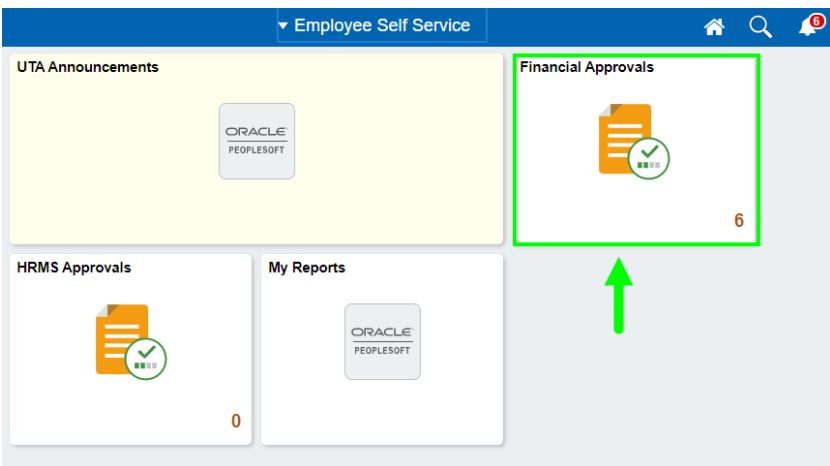 Employee Self Service
6
UTA Announcements
ORACLE
PEOPLESOFT
Financial Approvals
6
HRMS Approvals
0
My Reports
ORACLE
PEOPLESOFT